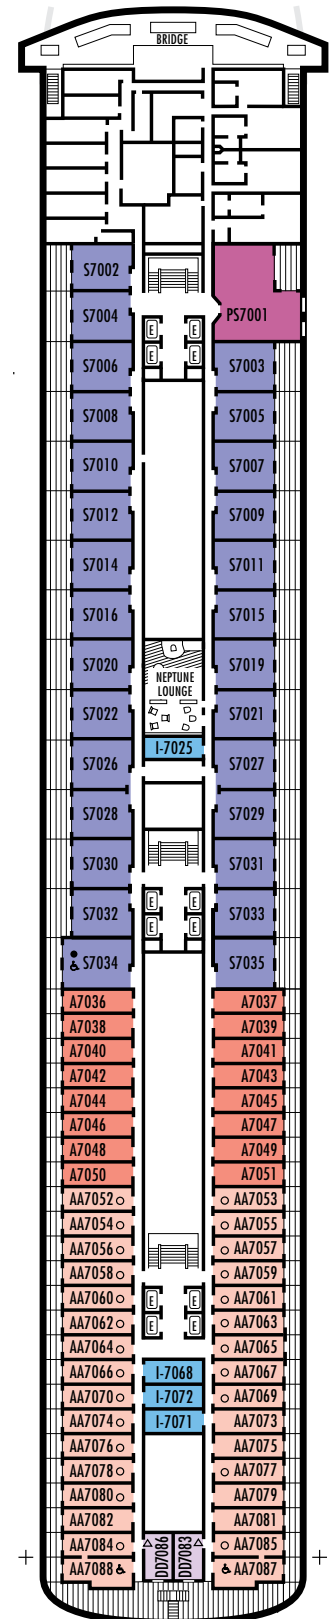 BRIDGE
S7002
S7004
PS7001
E
E
E
E
S7006
S7003
S7008
S7005
S7010
S7007
S7012
S7009
S7014
S7011
S7016
S7015
S7020
NEPTUNE
LOUNGE
S7019
S7022
S7021
I-7025
S7026
S7027
S7028
S7029
S7030
S7031
E
E
S7032
S7033
E
E
S7034
S7035
A7036
A7037
A7038
A7039
A7040
A7041
A7042
A7043
A7044
A7045
A7046
A7047
A7048
A7049
A7050
A7051
AA7052
AA7053
AA7054
AA7055
AA7056
AA7057
AA7058
AA7059
AA7060
E
E
AA7061
AA7062
E
E
AA7063
AA7064
AA7065
AA7066
I-7068
AA7067
AA7070
I-7072
AA7069
AA7074
I-7071
AA7073
AA7076
AA7075
AA7078
AA7077
AA7080
AA7079
AA7082
AA7081
AA7084
DD7086
DD7083
AA7085
AA7088
AA7087